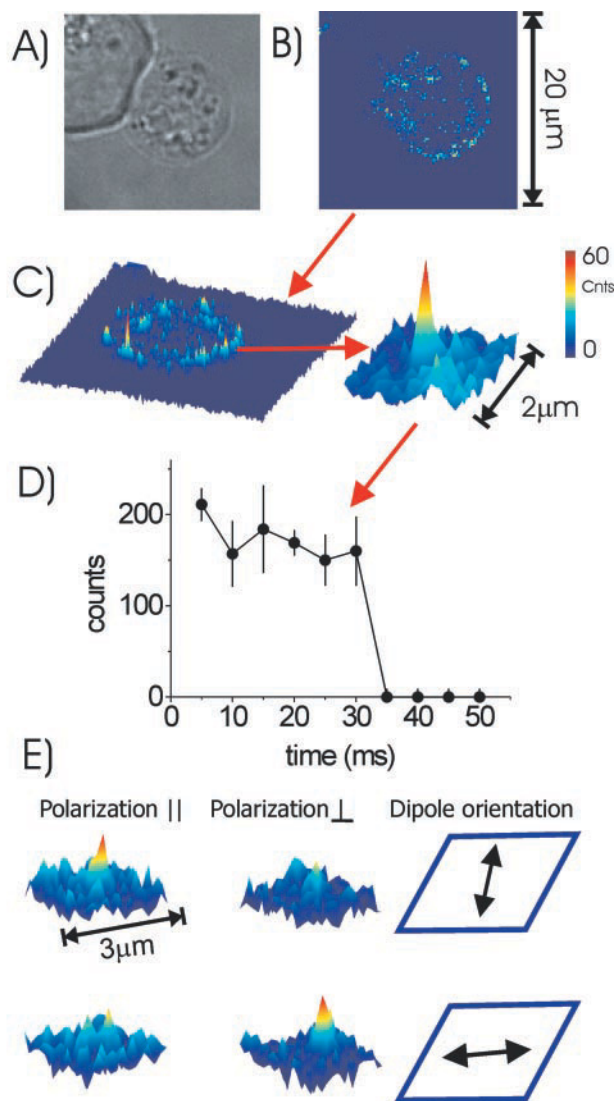 A)
B)
20 μm
C)
60
Cnts
0
2μm
D)
200
100
0
counts
0 10 20 30 40 50
time (ms)
E)
Polarization || Polarization⊥ Dipole orientation
3μm